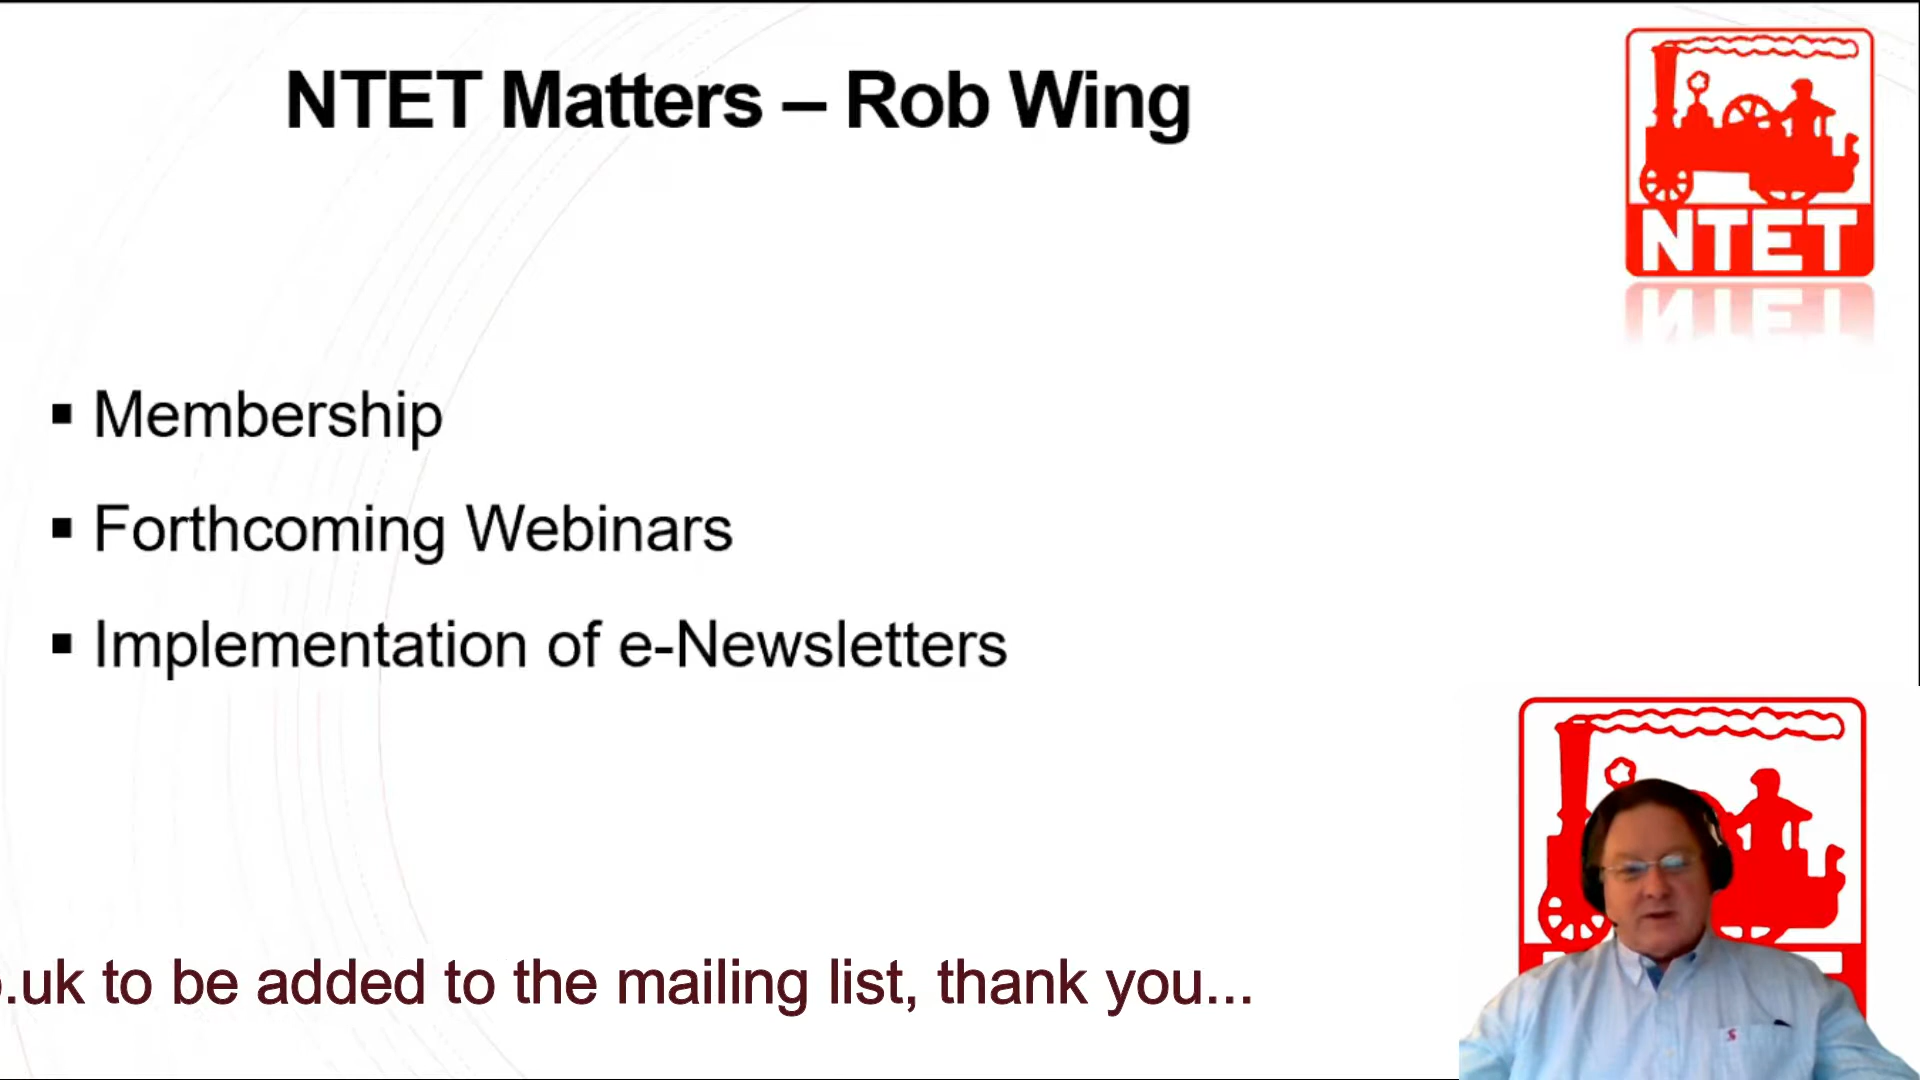 NTET Matters – Rob Wing
NTET
Membership
Forthcoming Webinars
Implementation of e-Newsletters
.uk to be added to the mailing list, thank you...